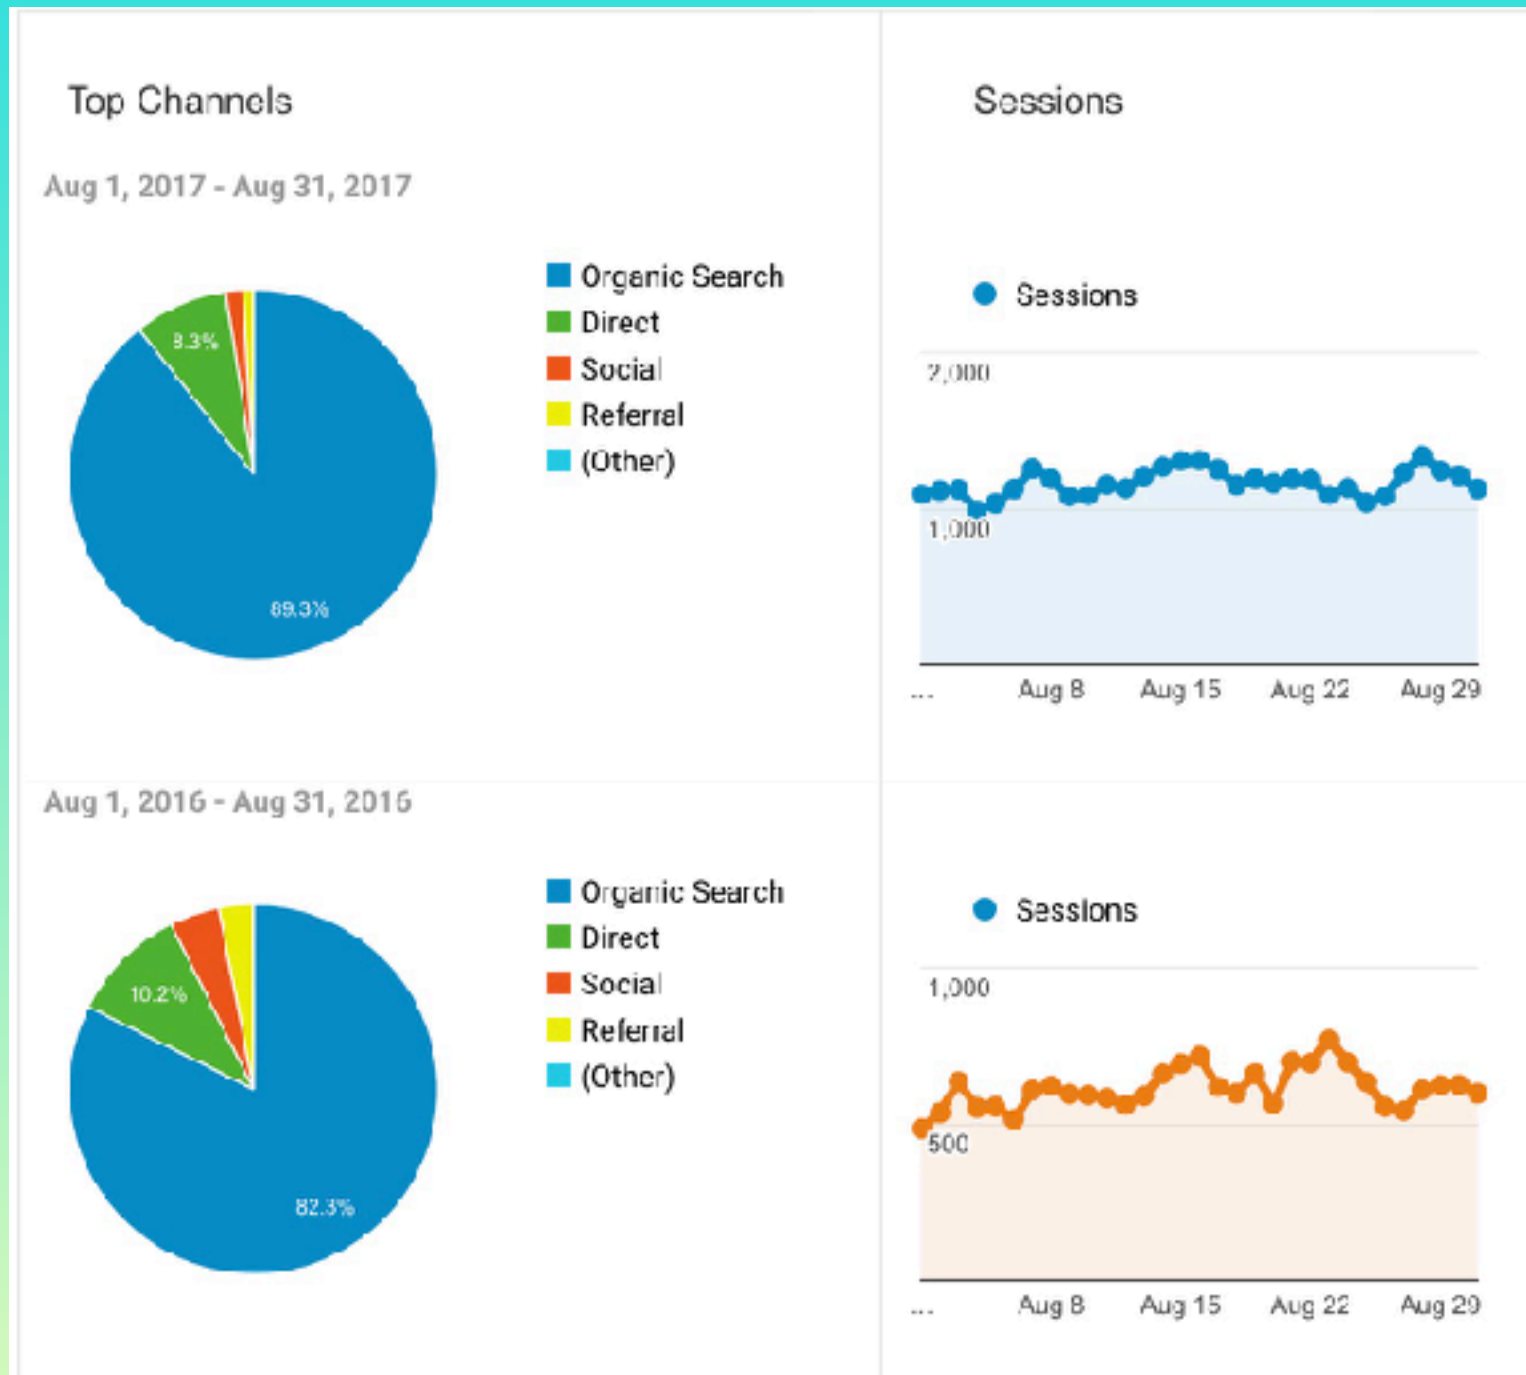 Top Channels
Sessions
Aug 1, 2017 - Aug 31, 2017
Organic Search
Direct
Social
Referral
(Other)
8.3%
89.3%
Sessions
2,000
1,000
...
Aug 8
Aug 15
Aug 22
Aug 29
Aug 1, 2016 - Aug 31, 2016
Organic Search
Direct
Social
Referral
(Other)
10.2%
82.3%
Sessions
1,000
500
...
Aug 8
Aug 15
Aug 22
Aug 29